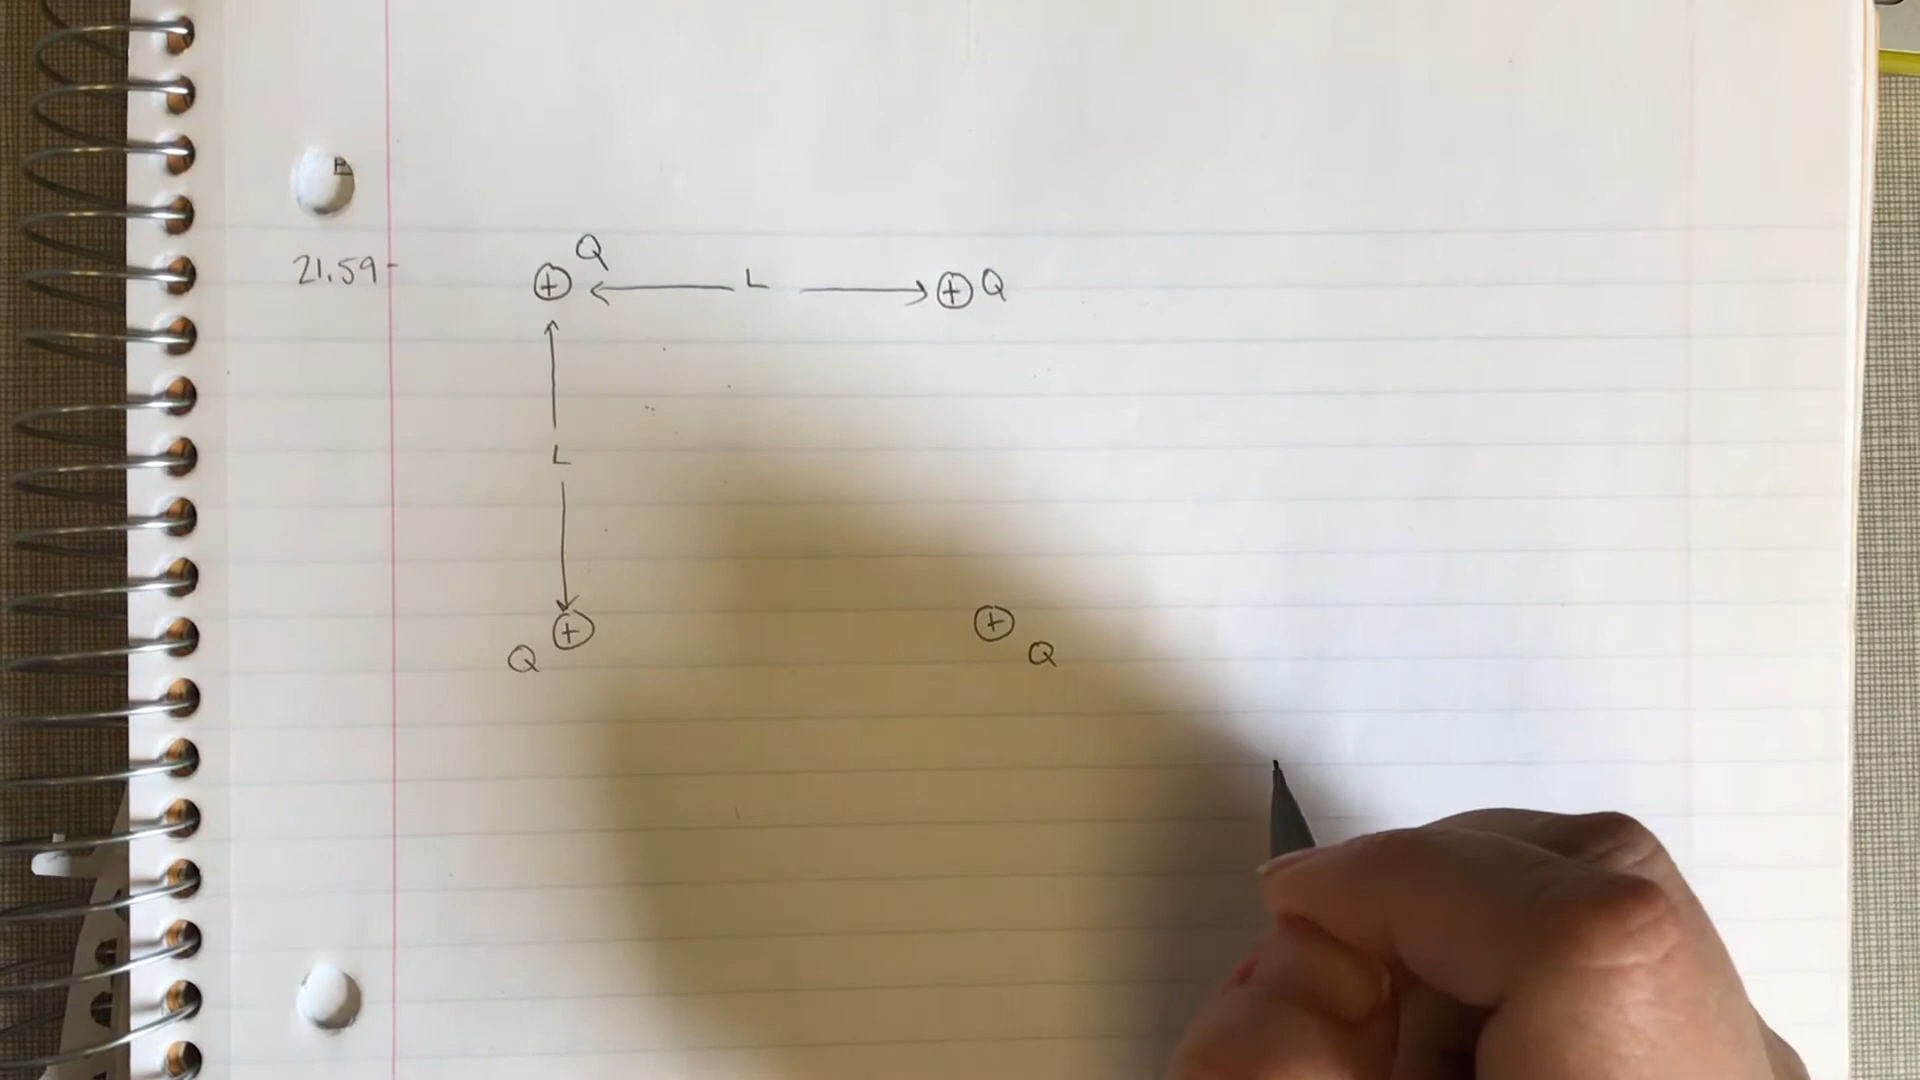 21.59
Q
+ L + Q
L
+ +
Q Q